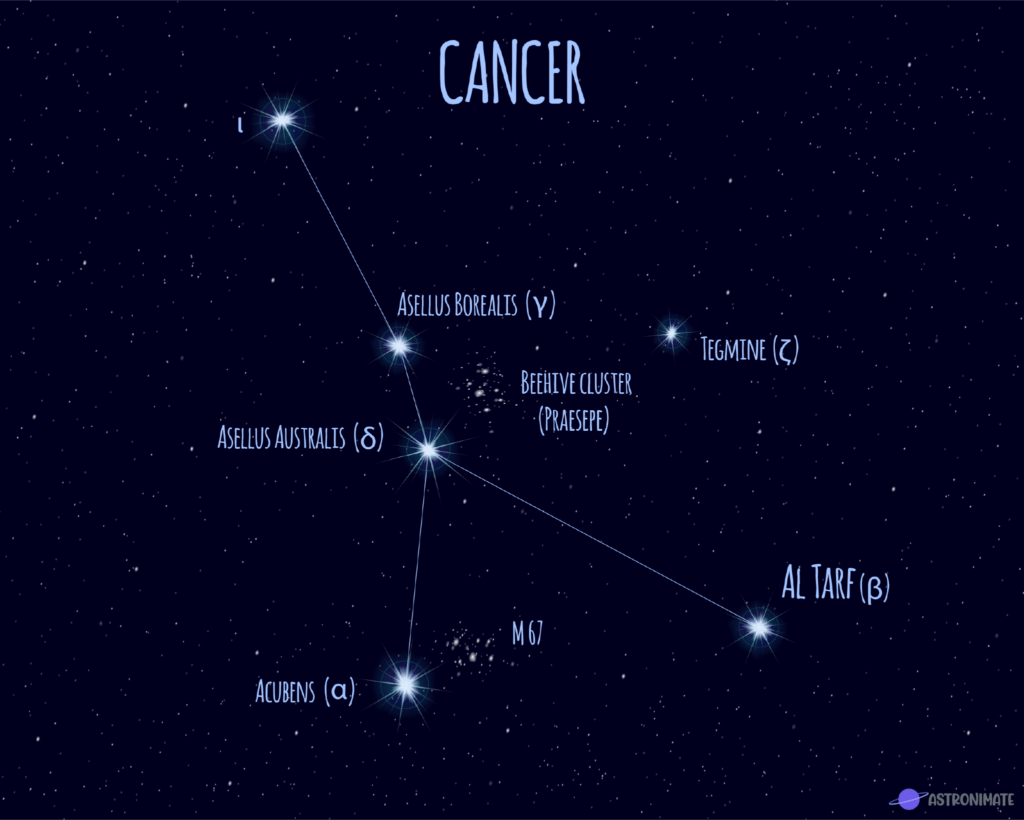 CANCER
ι
ASELLUS BOREALIS (γ)
TEGMINE (ζ)
BEEHIVE CLUSTER
(PRAESEPE)
ASELLUS AUSTRALIS (δ)
AL TARF (β)
M 67
ACUBENS (α)
ASTRONIMATE